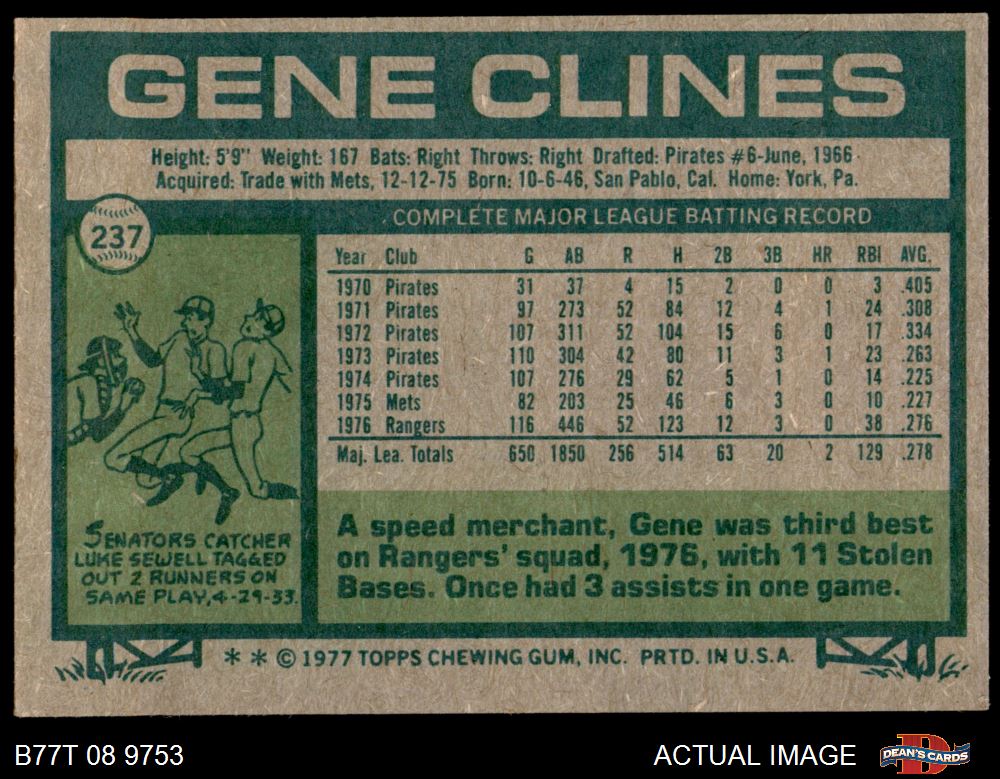 GENE CLINES
Height: 5'9" Weight: 167 Bats: Right Throws: Right Drafted: Pirates #6-June, 1966
Acquired: Trade with Mets, 12-12-75 Born: 10-6-46, San Pablo, Cal. Home: York, Pa.
237
COMPLETE MAJOR LEAGUE BATTING RECORD
Year Club G AB R H 2B 3B HR RBI AVG.
1970 Pirates 31 37 4 15 2 0 0 3 .405
1971 Pirates 97 273 52 84 12 4 1 24 .308
1972 Pirates 107 311 52 104 15 6 0 17 .334
1973 Pirates 110 304 42 80 11 3 1 23 .263
1974 Pirates 107 276 29 62 5 1 0 14 .225
1975 Mets 82 203 25 46 6 3 0 10 .227
1976 Rangers 116 446 52 123 12 3 0 38 .276
Maj. Lea. Totals 650 1850 256 514 63 20 2 129 .278
SENATORS CATCHER
LUKE SEWELL TAGGED
OUT 2 RUNNERS ON
SAME PLAY, 4-29-33.
A speed merchant, Gene was third best
on Rangers' squad, 1976, with 11 Stolen
Bases. Once had 3 assists in one game.
* * © 1977 TOPPS CHEWING GUM, INC. PRTD. IN U.S.A.
B77T 08 9753
ACTUAL IMAGE
DEAN'S CARDS